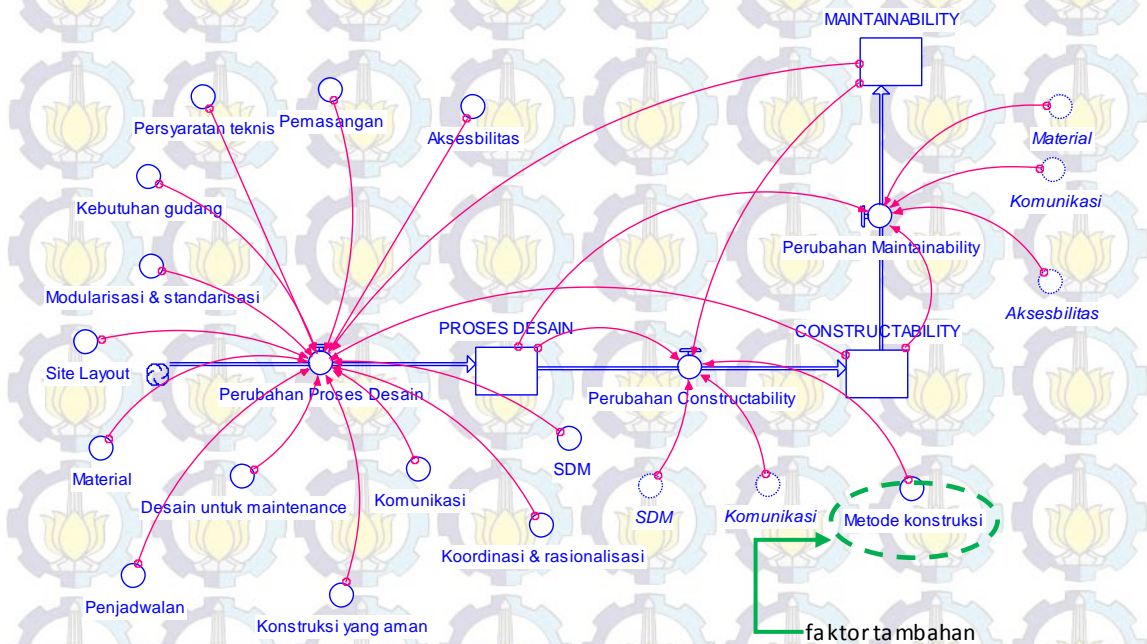 MAINTAINABILITY
Persyaratan teknis
Pemasangan
Aksesbilitas
Material
Kebutuhan gudang
Komunikasi
Perubahan Maintainability
Modularisasi & standarisasi
Aksesbilitas
PROSES DESAIN
CONSTRUCTABILITY
Site Layout
Perubahan Proses Desain
Perubahan Constructability
Material
Desain untuk maintenance
Komunikasi
SDM
SDM
Komunikasi
Metode konstruksi
Koordinasi & rasionalisasi
Penjadwalan
Konstruksi yang aman
faktor tambahan